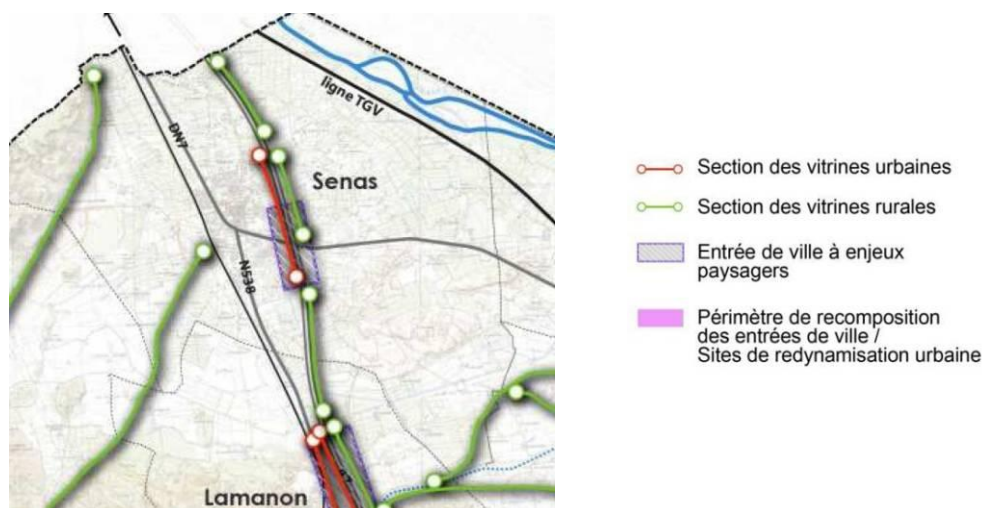 ligne TGV
DN7
Senas
N538
Lamanon
Section des vitrines urbaines
Section des vitrines rurales
Entrée de ville à enjeux
paysagers
Périmètre de recomposition
des entrées de ville /
Sites de redynamisation urbaine